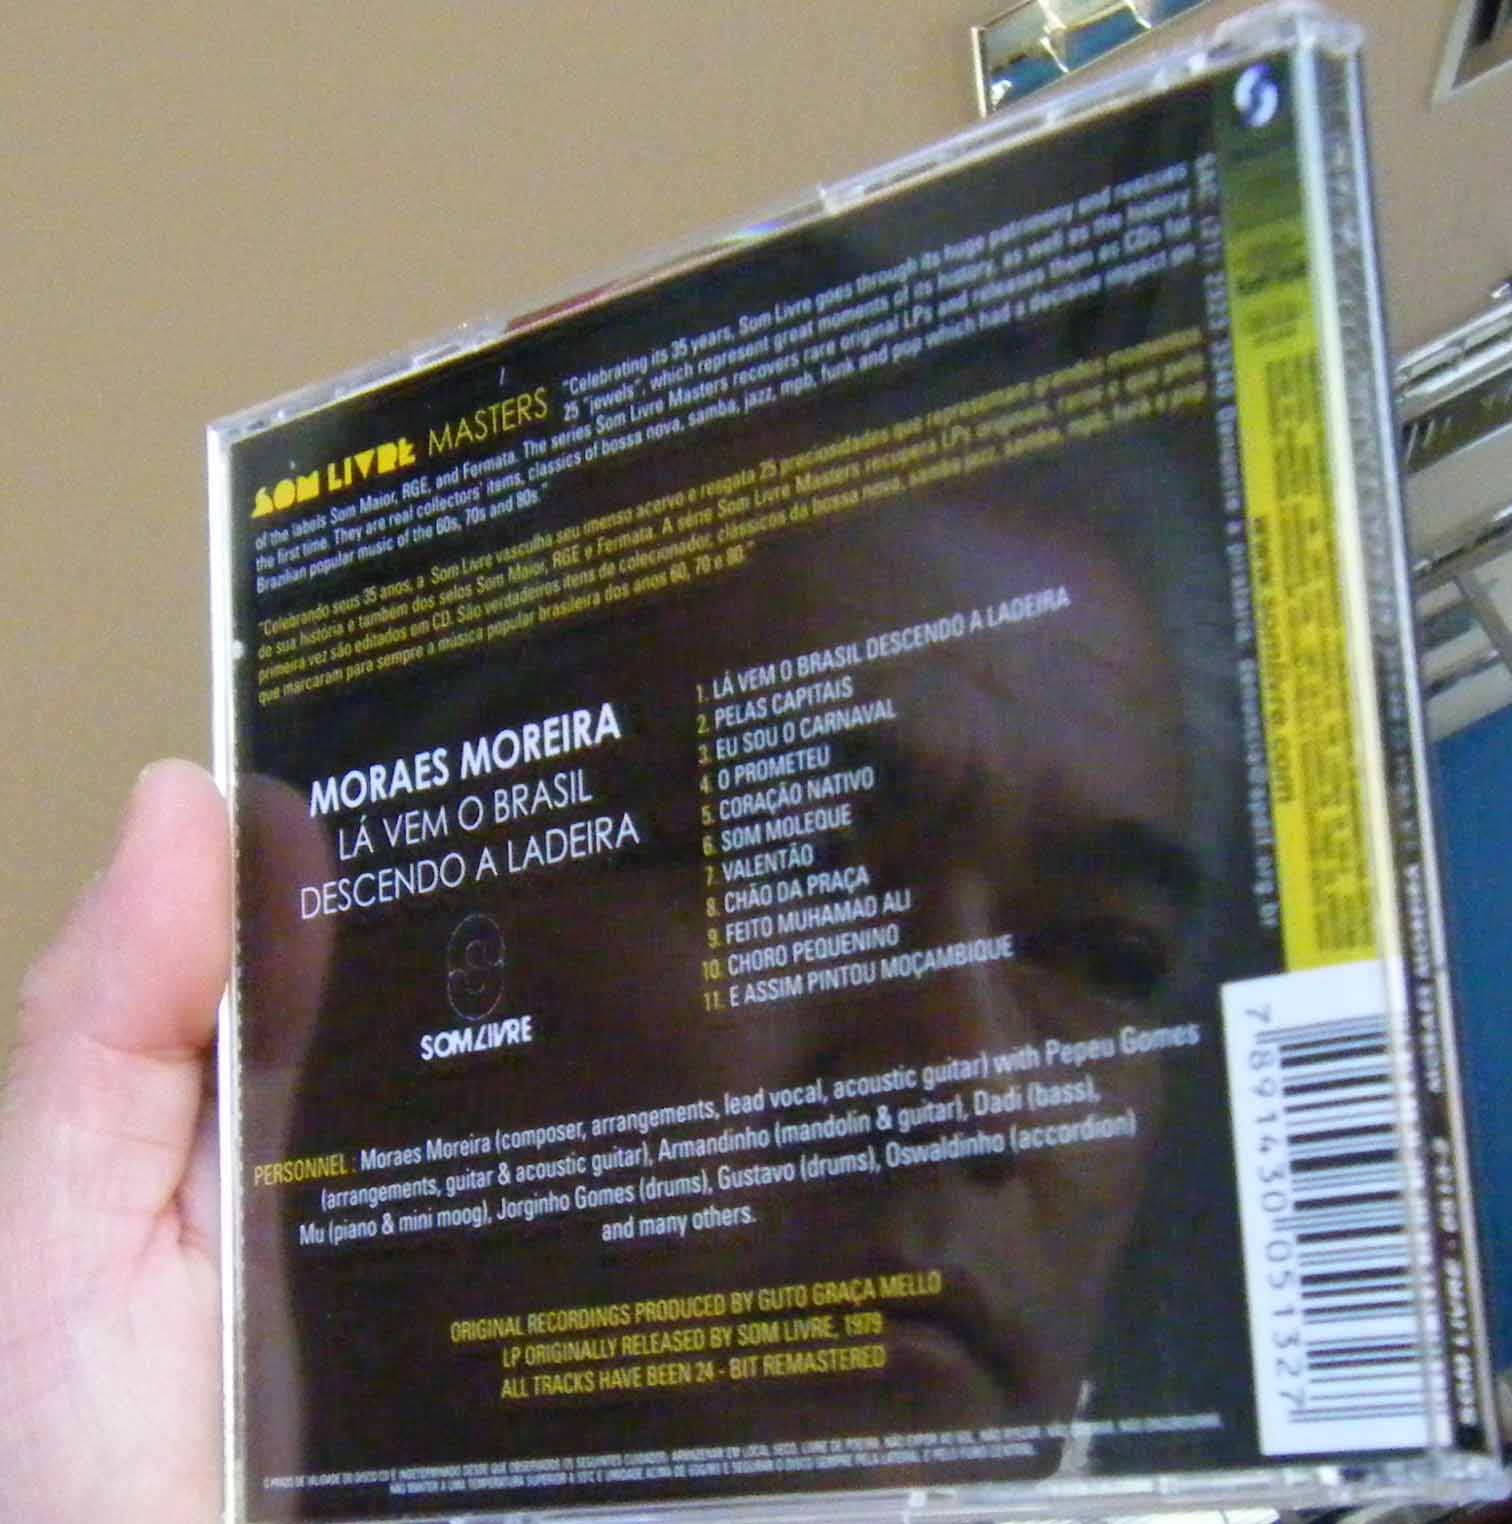 SOM LIVRE MASTERS "Celebrating its 35 years, Som Livre goes through its huge patrimony and rescues
25 "jewels", which represent great moments of its history, as well as the history
of the labels Som Maior, RGE, and Fermata. The series Som Livre Masters recovers rare original LPs and releases them as CDs for
the first time. They are real collectors' items, classics of bossa nova, samba, jazz, mpb, funk and pop which had a decisive impact on
Brazilian popular music of the 60s, 70s and 80s."
"Celebrando seus 35 anos, a Som Livre vasculha seu imenso acervo e resgata 25 preciosidades que representam grandes momentos
de sua história e também dos selos Som Maior, RGE e Fermata. A série Som Livre Masters recupera LPs originais, raros e que pela
primeira vez são editados em CD. São verdadeiros itens de colecionador, clássicos da bossa nova, samba jazz, samba, mpb, funk e pop
que marcaram para sempre a música popular brasileira dos anos 60, 70 e 80."
MORAES MOREIRA
LÁ VEM O BRASIL
DESCENDO A LADEIRA
SOM LIVRE
1. LÁ VEM O BRASIL DESCENDO A LADEIRA
2. PELAS CAPITAIS
3. EU SOU O CARNAVAL
4. O PROMETEU
5. CORAÇÃO NATIVO
6. SOM MOLEQUE
7. VALENTÃO
8. CHÃO DA PRAÇA
9. FEITO MUHAMAD ALI
10. CHORO PEQUENINO
11. E ASSIM PINTOU MOÇAMBIQUE
PERSONNEL: Moraes Moreira (composer, arrangements, lead vocal, acoustic guitar) with Pepeu Gomes
(arrangements, guitar & acoustic guitar), Armandinho (mandolin & guitar), Dadi (bass),
Mu (piano & mini moog), Jorginho Gomes (drums), Gustavo (drums), Oswaldinho (accordion)
and many others.
ORIGINAL RECORDINGS PRODUCED BY GUTO GRAÇA MELLO
LP ORIGINALLY RELEASED BY SOM LIVRE, 1979
ALL TRACKS HAVE BEEN 24 - BIT REMASTERED
www.somlivre.com
7 891430 051327
MORAES MOREIRA
SOM LIVRE